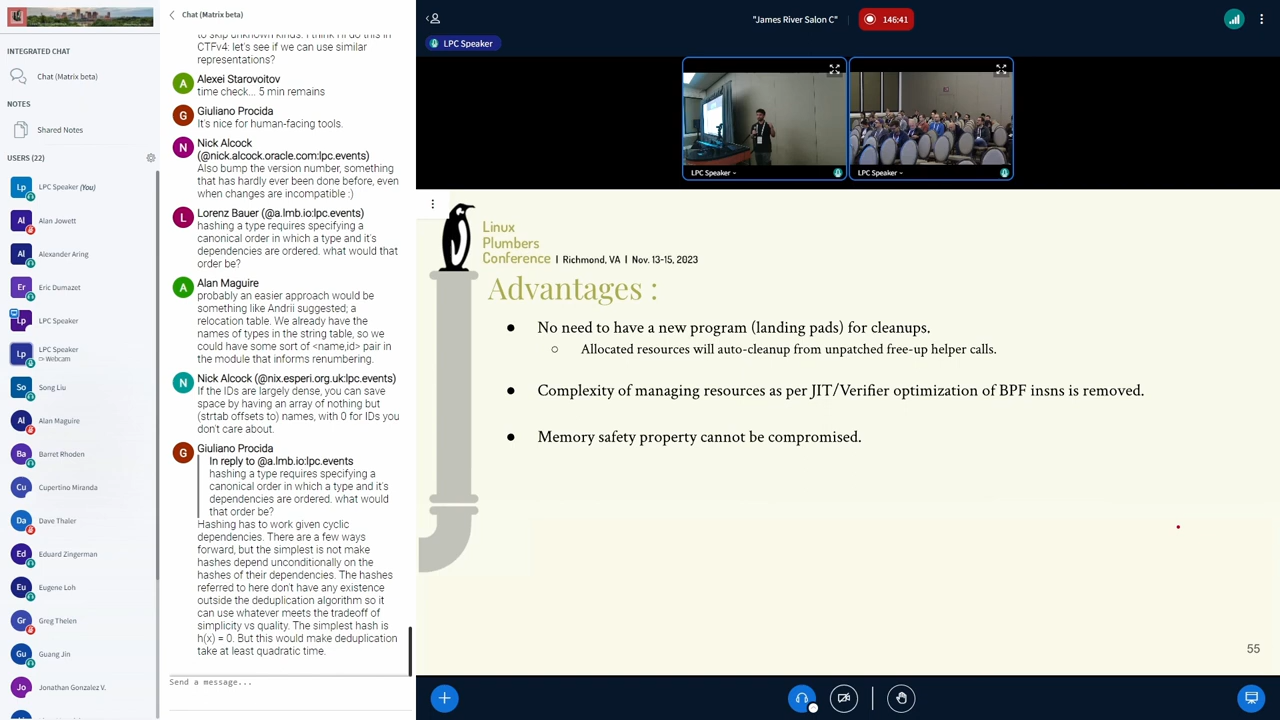 INTEGRATED CHAT
Chat (Matrix beta)
NOTES
Shared Notes
USERS (22)
Lp
LPC Speaker (You)
Al
Alan Jowett
Al
Alexander Aring
Er
Eric Dumazet
Lp
LPC Speaker
Lp
LPC Speaker
Webcam
So
Song Liu
Al
Alan Maguire
Ba
Barret Rhoden
Cu
Cupertino Miranda
Da
Dave Thaler
Ed
Eduard Zingerman
Eu
Eugene Loh
Gr
Greg Thelen
Gu
Guang Jin
Jo
Jonathan Gonzalez V.
Chat (Matrix beta)
to skip unknown kinds. I think I'll do this in
CTFv4: let's see if we can use similar
representations?
A
Alexei Starovoitov
time check... 5 min remains
G
Giuliano Procida
It's nice for human-facing tools.
N
Nick Alcock
(@nick.alcock.oracle.com:lpc.events)
Also bump the version number, something
that has hardly ever been done before, even
when changes are incompatible :)
L
Lorenz Bauer (@a.lmb.io:lpc.events)
hashing a type requires specifying a
canonical order in which a type and it's
dependencies are ordered. what would that
order be?
A
Alan Maguire
probably an easier approach would be
something like Andrii suggested; a
relocation table. We already have the
names of types in the string table, so we
could have some sort of <name,id> pair in
the module that informs renumbering.
N
Nick Alcock (@nix.esperi.org.uk:lpc.events)
If the IDs are largely dense, you can save
space by having an array of nothing but
(strtab offsets to) names, with 0 for IDs you
don't care about.
G
Giuliano Procida
In reply to @a.lmb.io:lpc.events
hashing a type requires specifying a
canonical order in which a type and it's
dependencies are ordered. what would
that order be?
Hashing has to work given cyclic
dependencies. There are a few ways
forward, but the simplest is not make
hashes depend unconditionally on the
hashes of their dependencies. The hashes
referred to here don't have any existence
outside the deduplication algorithm so it
can use whatever meets the tradeoff of
simplicity vs quality. The simplest hash is
h(x) = 0. But this would make deduplication
take at least quadratic time.
Send a message...
"James River Salon C"
146:41
LPC Speaker
LPC Speaker
LPC Speaker
Linux
Plumbers
Conference | Richmond, VA | Nov. 13-15, 2023
Advantages :
● No need to have a new program (landing pads) for cleanups.
○ Allocated resources will auto-cleanup from unpatched free-up helper calls.
● Complexity of managing resources as per JIT/Verifier optimization of BPF insns is removed.
● Memory safety property cannot be compromised.
55